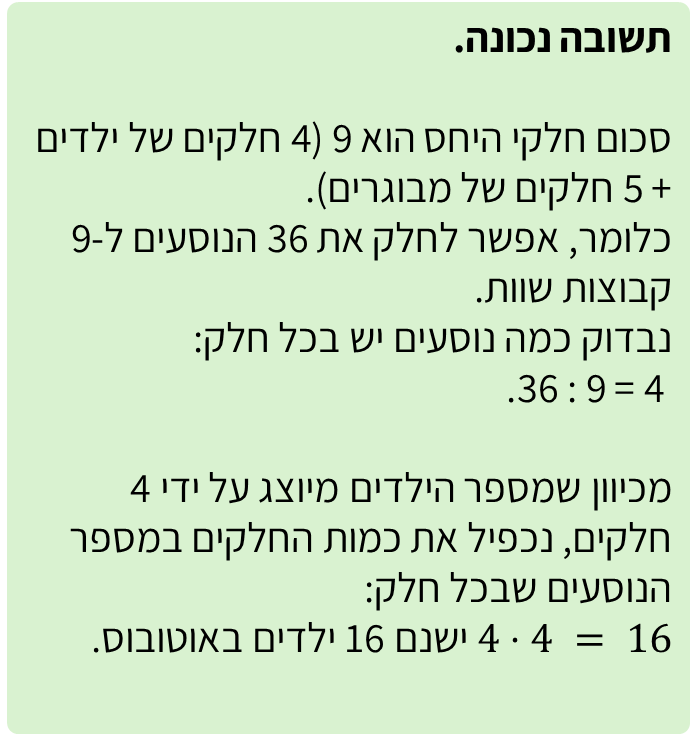 תשובה נכונה.
סכום חלקי היחס הוא 9 (4 חלקים של ילדים
+ 5 חלקים של מבוגרים).
כלומר, אפשר לחלק את 36 הנוסעים ל-9
קבוצות שוות.
נבדוק כמה נוסעים יש בכל חלק:
36 : 9 = 4.
מכיוון שמספר הילדים מיוצג על ידי 4
חלקים, נכפיל את כמות החלקים במספר
הנוסעים שבכל חלק:
4 · 4 = 16 ישנם 16 ילדים באוטובוס.